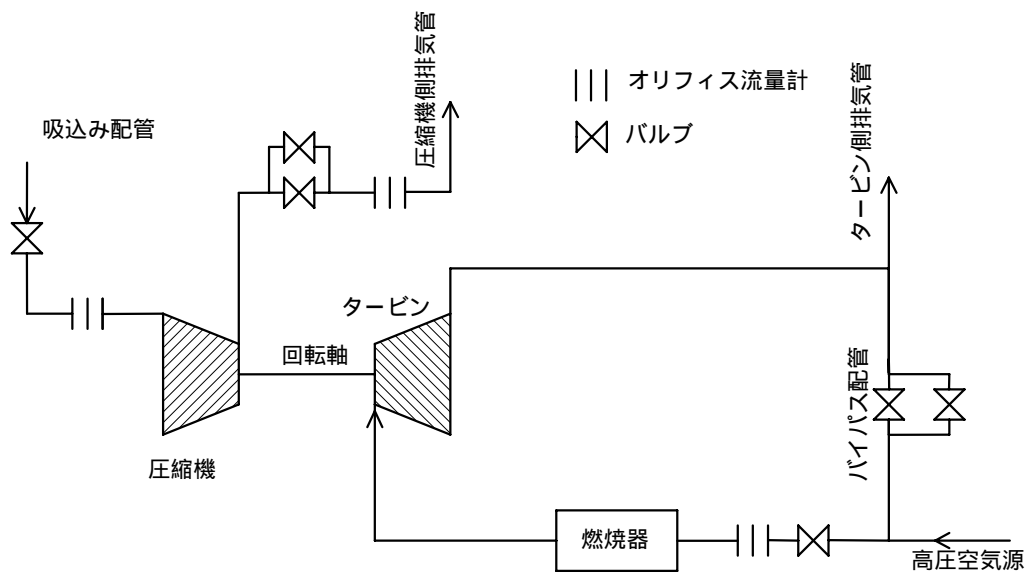 圧縮機側排気管
オリフィス流量計
バルブ
吸込み配管
タービン側排気管
タービン
回転軸
バイパス配管
圧縮機
燃焼器
高圧空気源